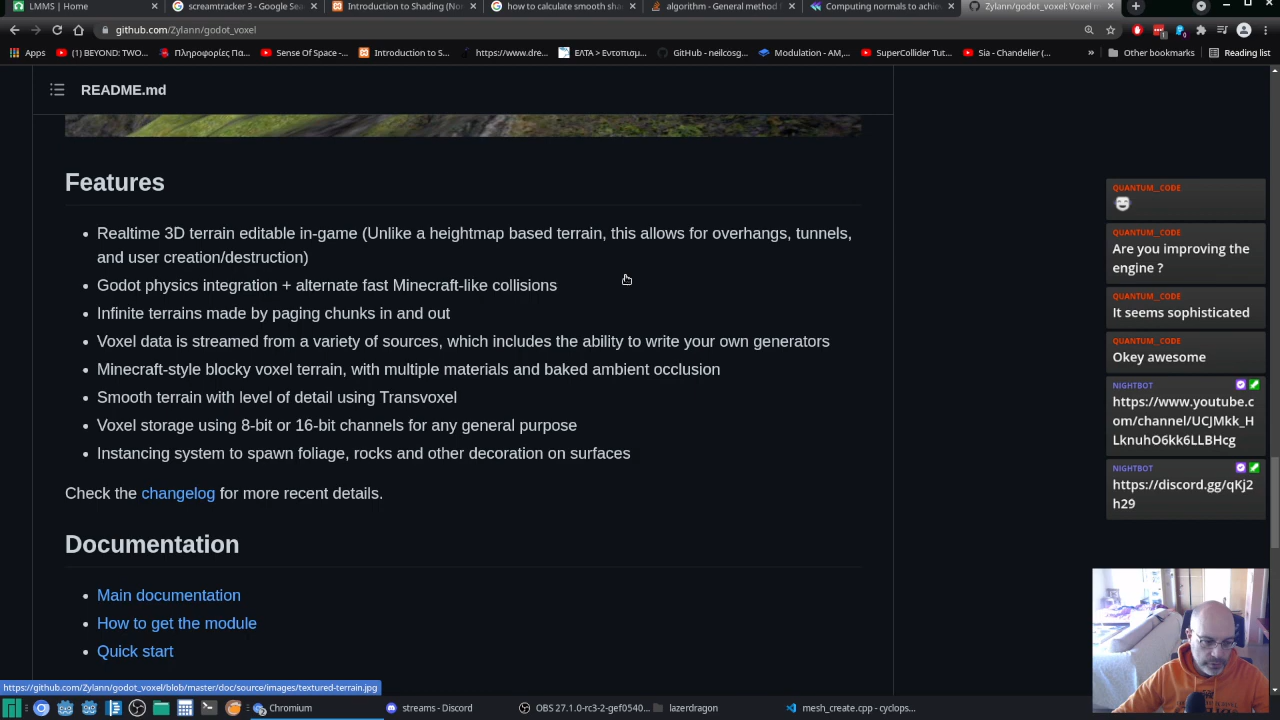 LMMS | Home
screamtracker 3 - Google Sea
Introduction to Shading (Nor
how to calculate smooth sha
algorithm - General method f
Computing normals to achie
Zylann/godot_voxel: Voxel m
github.com/Zylann/godot_voxel
Apps
(1) BEYOND: TWO...
Πληροφορίες Πα...
Sense Of Space -...
Introduction to S...
https://www.dre...
ΕΛΤΑ > Εντοπισμ...
GitHub - neilcosg...
Modulation - AM,...
SuperCollider Tut...
Sia - Chandelier (...
Other bookmarks
Reading list
README.md
Features
Realtime 3D terrain editable in-game (Unlike a heightmap based terrain, this allows for overhangs, tunnels,
and user creation/destruction)
Godot physics integration + alternate fast Minecraft-like collisions
Infinite terrains made by paging chunks in and out
Voxel data is streamed from a variety of sources, which includes the ability to write your own generators
Minecraft-style blocky voxel terrain, with multiple materials and baked ambient occlusion
Smooth terrain with level of detail using Transvoxel
Voxel storage using 8-bit or 16-bit channels for any general purpose
Instancing system to spawn foliage, rocks and other decoration on surfaces
Check the changelog for more recent details.
Documentation
Main documentation
How to get the module
Quick start
QUANTUM_CODE
QUANTUM_CODE
Are you improving the
engine ?
QUANTUM_CODE
It seems sophisticated
QUANTUM_CODE
Okey awesome
NIGHTBOT
https://www.youtube.c
om/channel/UCJMkk_H
LknuhO6kk6LLBHcg
NIGHTBOT
https://discord.gg/qKj2
h29
https://github.com/Zylann/godot_voxel/blob/master/doc/source/images/textured-terrain.jpg
Chromium
streams - Discord
OBS 27.1.0-rc3-2-gef0540...
lazerdragon
mesh_create.cpp - cyclops...